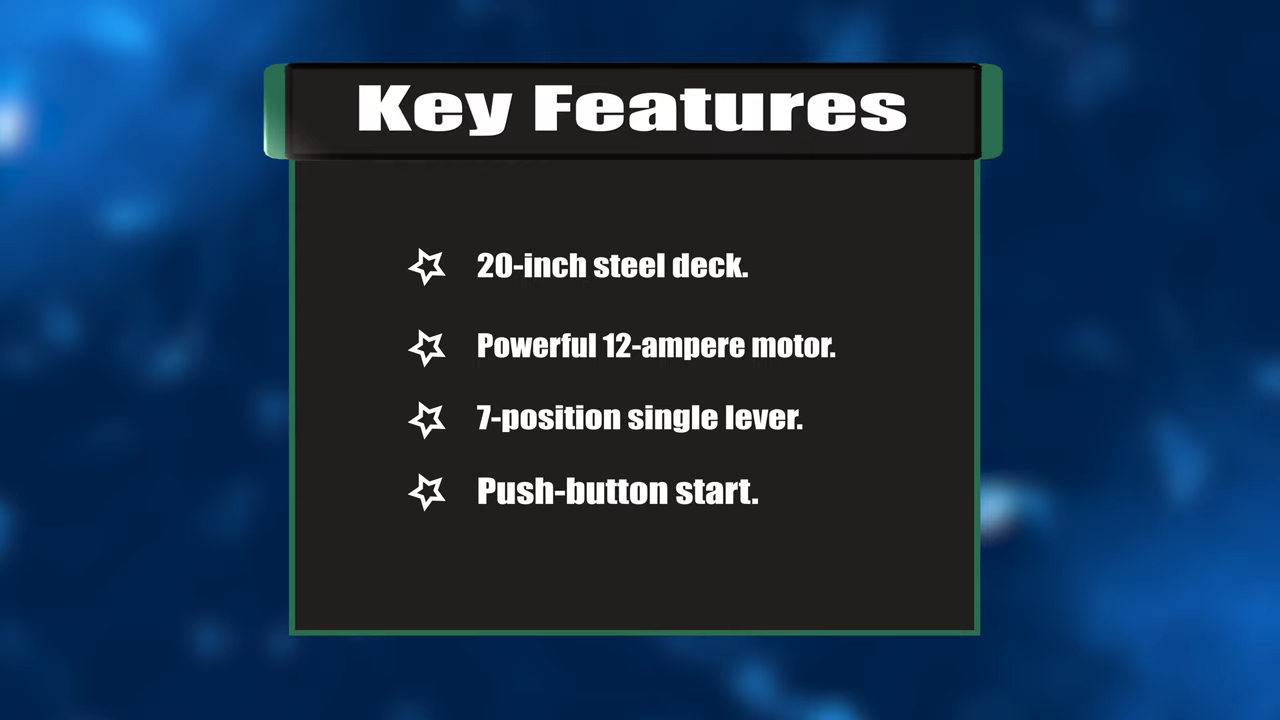 Key Features
20-inch steel deck.
Powerful 12-ampere motor.
7-position single lever.
Push-button start.